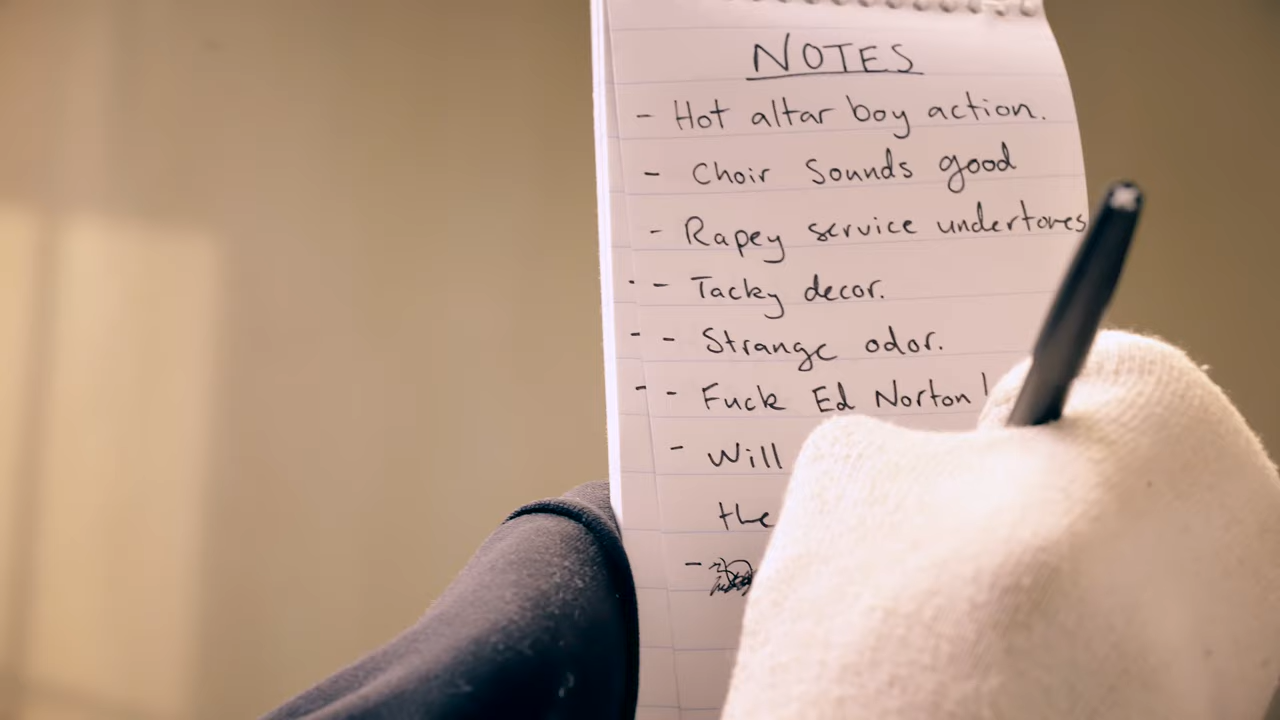 NOTES
- Hot altar boy action.
- Choir Sounds good
- Rapey service undertones
- Tacky decor.
- Strange odor.
- Fuck Ed Norton!
- Will
the
-